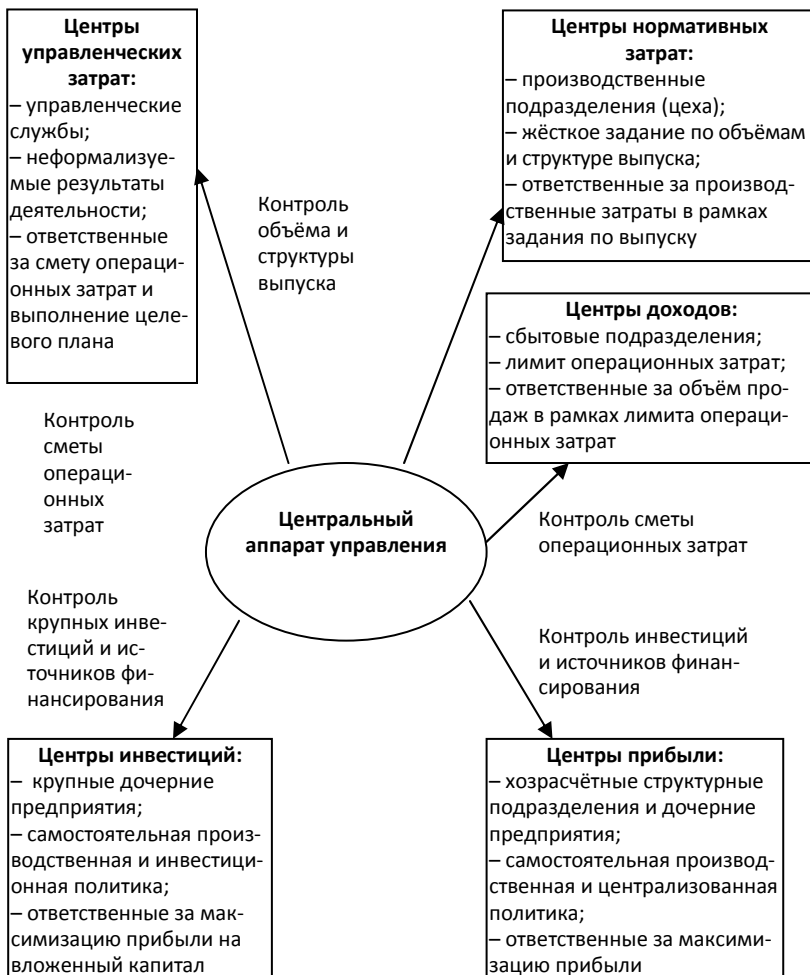 Центры
управленческих
затрат:
– управленческие
службы;
– неформализуе-
мые результаты
деятельности;
– ответственные
за смету операци-
онных затрат и
выполнение целе-
вого плана
Контроль
объёма и
структуры
выпуска
Центры нормативных
затрат:
– производственные
подразделения (цеха);
– жёсткое задание по объёмам
и структуре выпуска;
– ответственные за производ-
ственные затраты в рамках
задания по выпуску
Центры доходов:
– сбытовые подразделения;
– лимит операционных затрат;
– ответственные за объём про-
даж в рамках лимита операци-
онных затрат
Контроль
сметы
операци-
онных
затрат
Центральный
аппарат управления
Контроль сметы
операционных затрат
Контроль
крупных инве-
стиций и ис-
точников фи-
нансирования
Контроль инвестиций
и источников финан-
сирования
Центры инвестиций:
– крупные дочерние
предприятия;
– самостоятельная произ-
водственная и инвестици-
онная политика;
– ответственные за мак-
симизацию прибыли на
вложенный капитал
Центры прибыли:
– хозрасчётные структурные
подразделения и дочерние
предприятия;
– самостоятельная производ-
ственная и централизованная
политика;
– ответственные за максими-
зацию прибыли